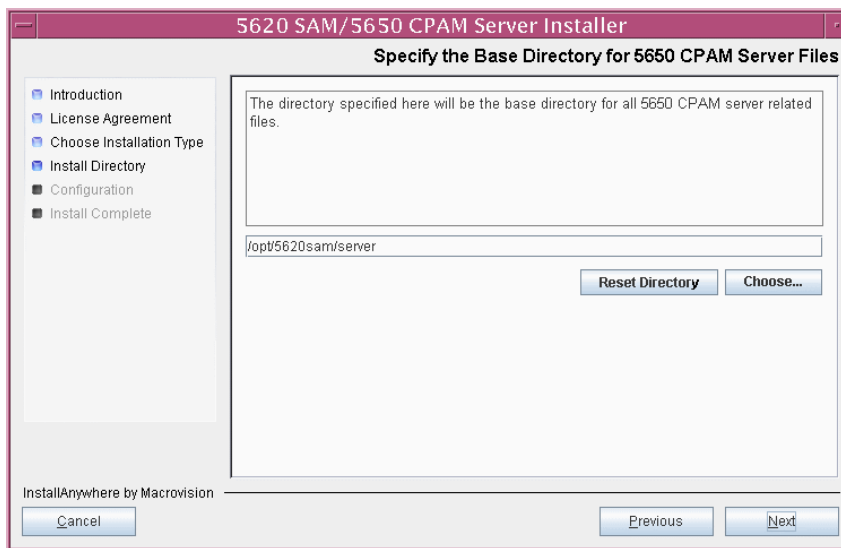 5620 SAM/5650 CPAM Server Installer
Specify the Base Directory for 5650 CPAM Server Files
Introduction
License Agreement
Choose Installation Type
Install Directory
Configuration
Install Complete
The directory specified here will be the base directory for all 5650 CPAM server related
files.
/opt/5620sam/server
Reset Directory
Choose...
InstallAnywhere by Macrovision
Cancel
Previous
Next